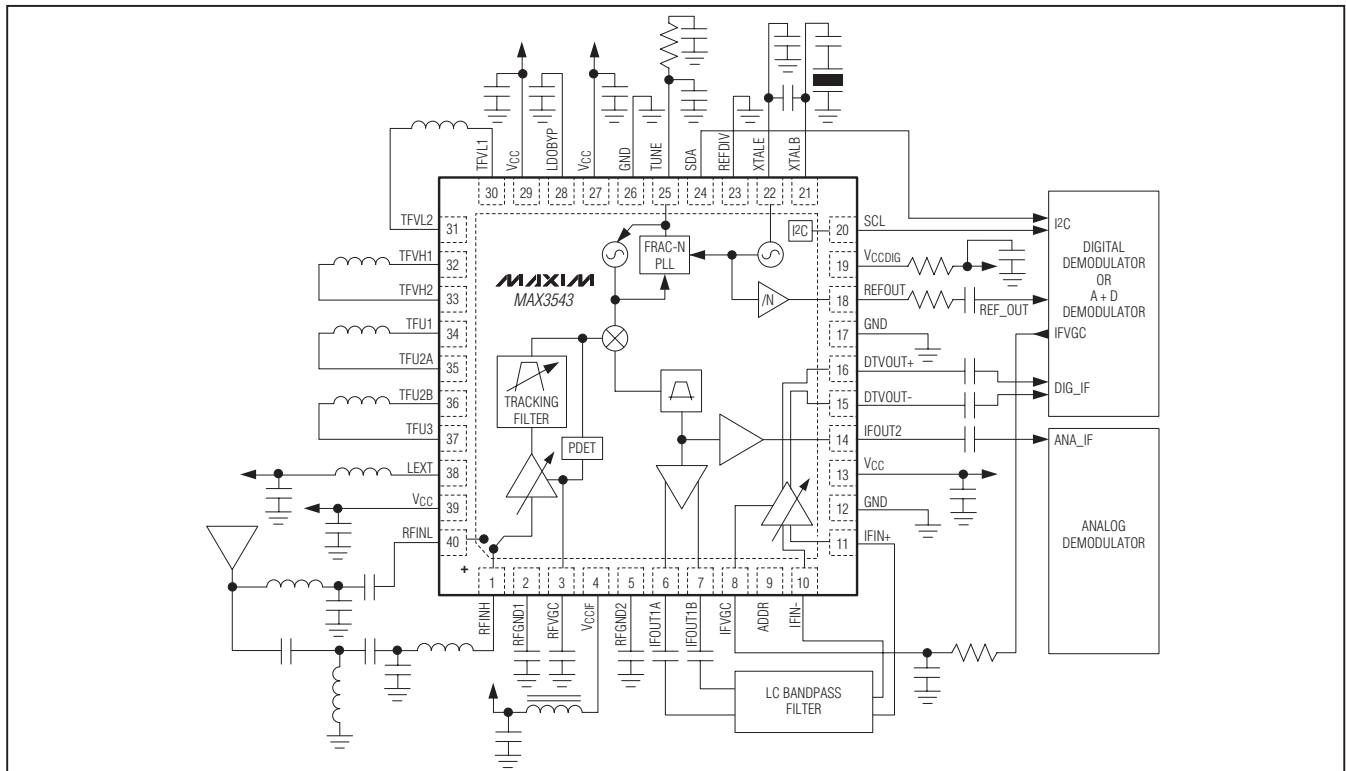 TFVL1
VCC
LDOBYP
VCC
GND
TUNE
SDA
REFDIV
XTALE
XTALB
30
29
28
27
26
25
24
23
22
21
TFVL2
31
TFVH1
32
TFVH2
33
TFU1
34
TFU2A
35
TFU2B
36
TFU3
37
LEXT
38
VCC
39
RFINL
40
+
MAXIM
MAX3543
FRAC-N
PLL
I²C
/N
TRACKING
FILTER
PDET
20
SCL
19
VCCDIG
18
REFOUT
REF_OUT
17
GND
16
DTVOUT+
15
DTVOUT-
14
IFOUT2
13
VCC
12
GND
11
IFIN+
I²C
DIGITAL
DEMODULATOR
OR
A + D
DEMODULATOR
IFVGC
DIG_IF
ANA_IF
ANALOG
DEMODULATOR
1
2
3
4
5
6
7
8
9
10
RFINH
RFGND1
RFVGC
VCCIF
RFGND2
IFOUT1A
IFOUT1B
IFVGC
ADDR
IFIN-
LC BANDPASS
FILTER